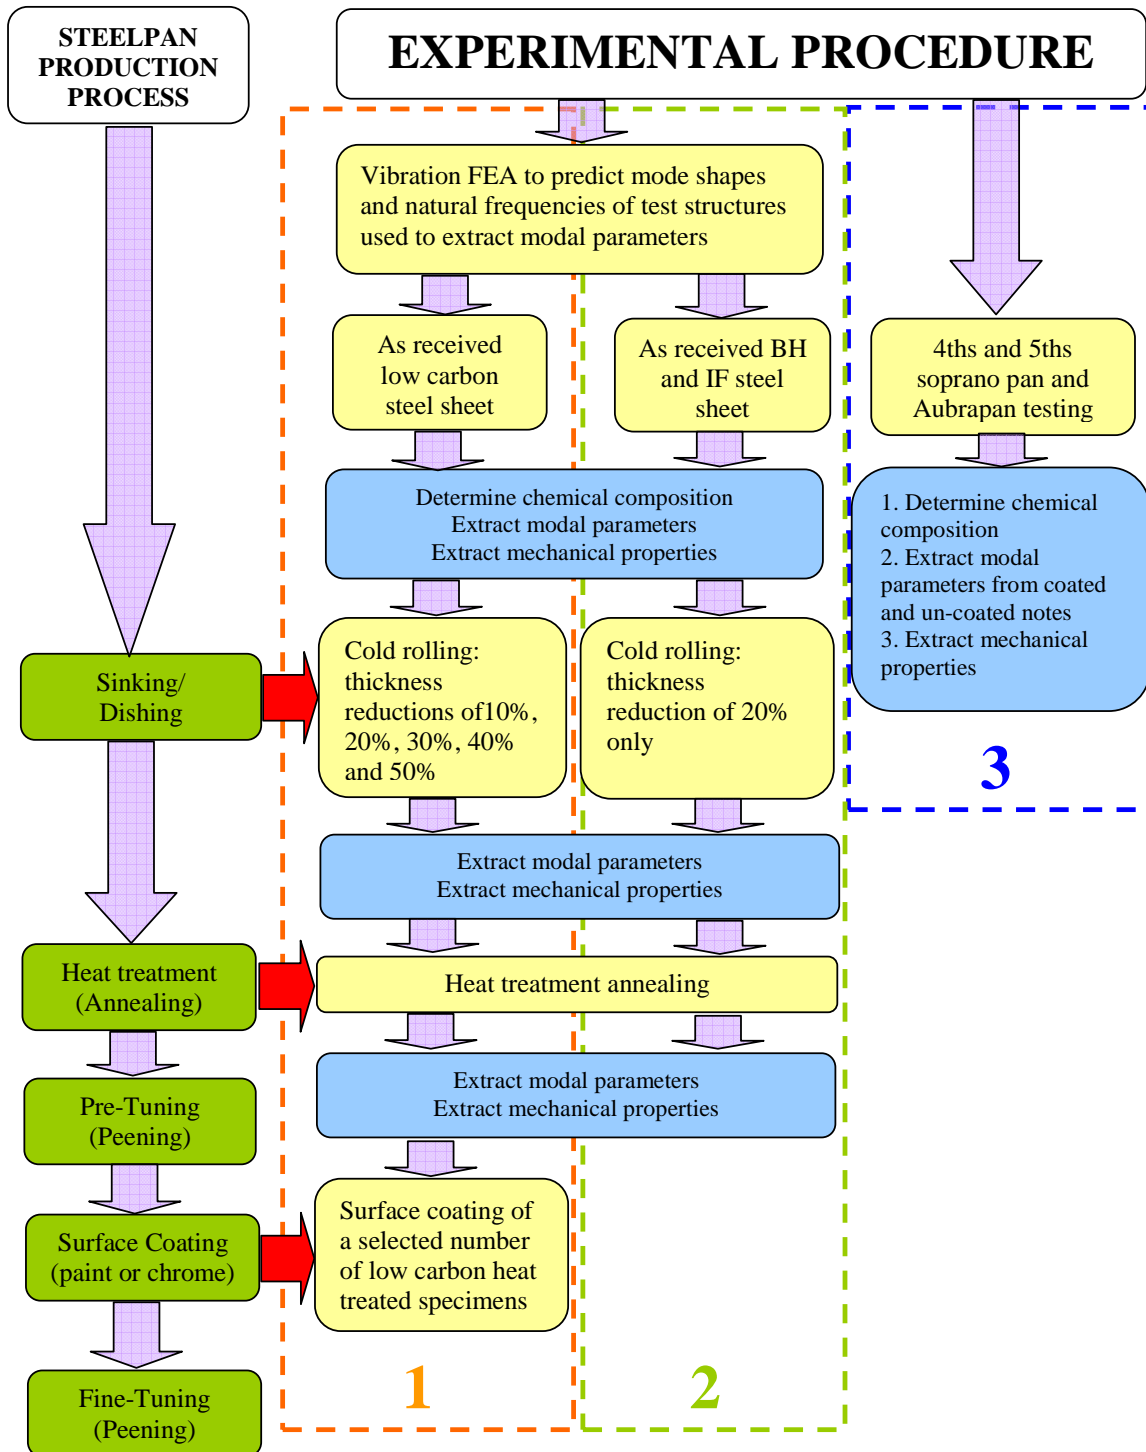 STEELPAN
PRODUCTION
PROCESS
EXPERIMENTAL PROCEDURE
Vibration FEA to predict mode shapes
and natural frequencies of test structures
used to extract modal parameters
As received
low carbon
steel sheet
As received BH
and IF steel
sheet
4ths and 5ths
soprano pan and
Aubrapan testing
Determine chemical composition
Extract modal parameters
Extract mechanical properties
1. Determine chemical
composition
2. Extract modal
parameters from coated
and un-coated notes
3. Extract mechanical
properties
Sinking/
Dishing
Cold rolling:
thickness
reductions of10%,
20%, 30%, 40%
and 50%
Cold rolling:
thickness
reduction of 20%
only
3
Extract modal parameters
Extract mechanical properties
Heat treatment
(Annealing)
Heat treatment annealing
Extract modal parameters
Extract mechanical properties
Pre-Tuning
(Peening)
Surface Coating
(paint or chrome)
Surface coating of
a selected number
of low carbon heat
treated specimens
Fine-Tuning
(Peening)
1
2